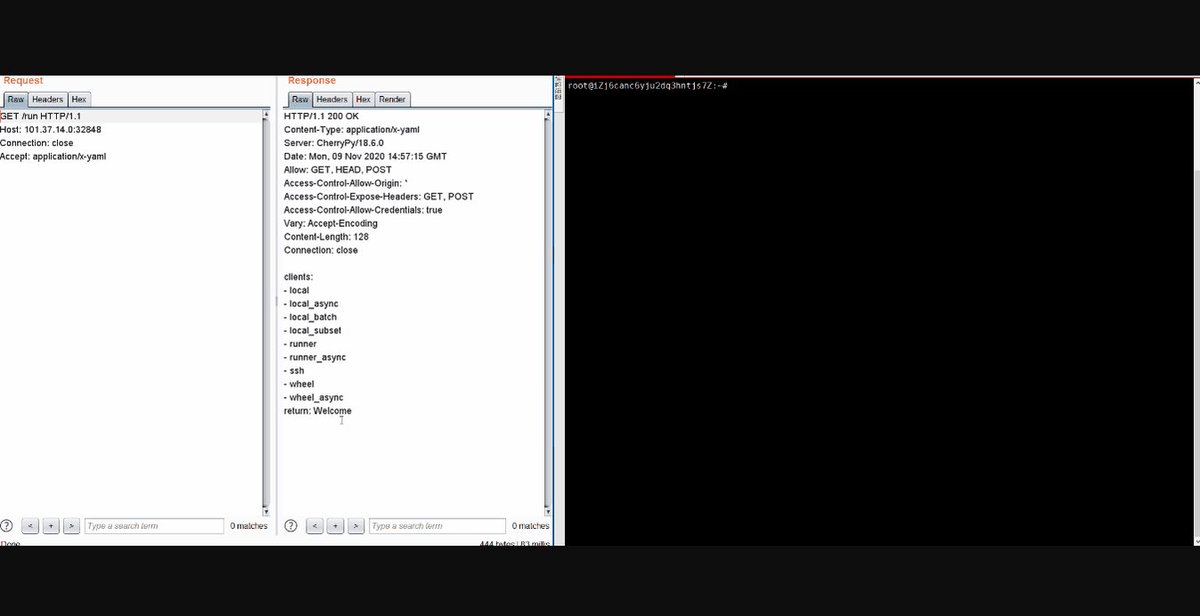 Request
Raw Headers Hex
GET /run HTTP/1.1
Host: 101.37.14.0:32848
Connection: close
Accept: application/x-yaml
? < + > Type a search term 0 matches
Done
Response
Raw Headers Hex Render
HTTP/1.1 200 OK
Content-Type: application/x-yaml
Server: CherryPy/18.6.0
Date: Mon, 09 Nov 2020 14:57:15 GMT
Allow: GET, HEAD, POST
Access-Control-Allow-Origin: *
Access-Control-Expose-Headers: GET, POST
Access-Control-Allow-Credentials: true
Vary: Accept-Encoding
Content-Length: 128
Connection: close
clients:
- local
- local_async
- local_batch
- local_subset
- runner
- runner_async
- ssh
- wheel
- wheel_async
return: Welcome
? < + > Type a search term 0 matches
444 bytes | 83 millis
root@iZj6canc6yju2dq3hntjs7Z:~#